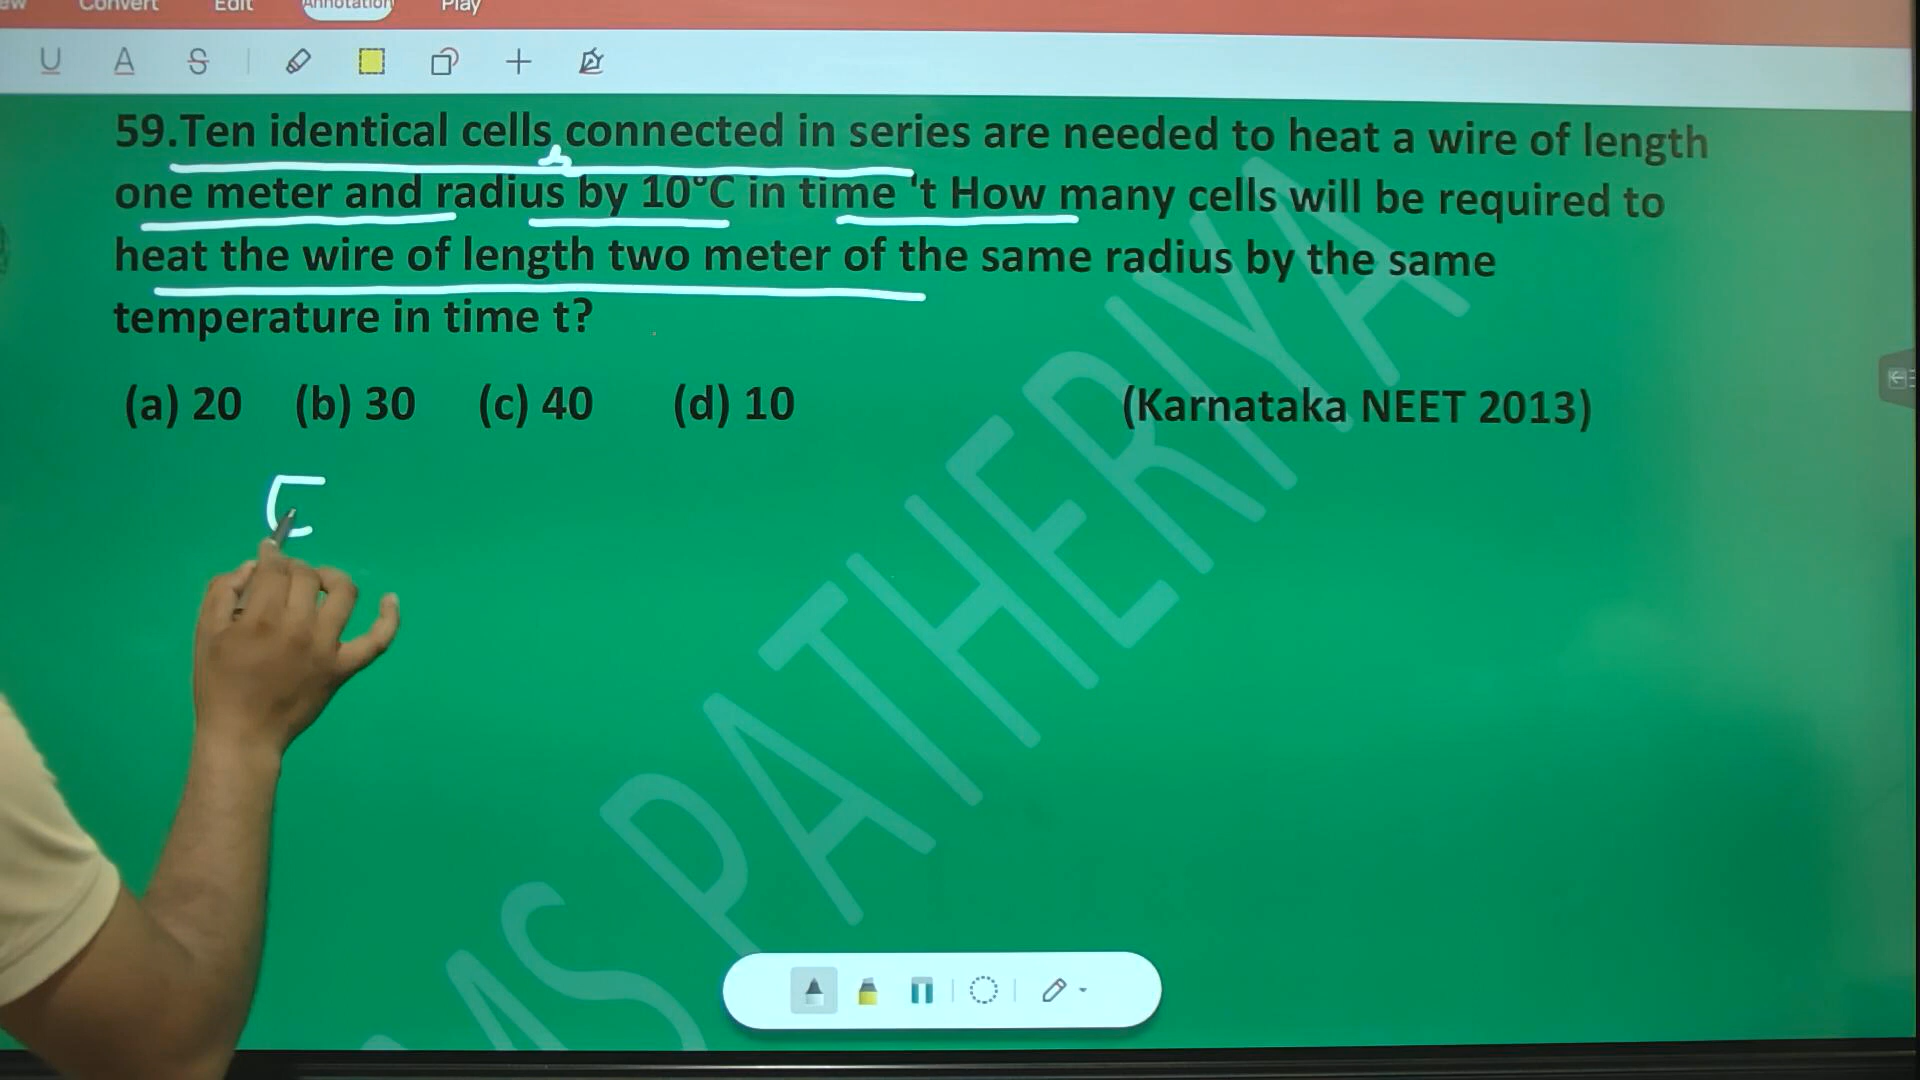 Convert Edit Annotation Play
U A S
59.Ten identical cells connected in series are needed to heat a wire of length
one meter and radius by 10°C in time 't How many cells will be required to
heat the wire of length two meter of the same radius by the same
temperature in time t?
(a) 20 (b) 30 (c) 40 (d) 10 (Karnataka NEET 2013)
MS PATHERIYA